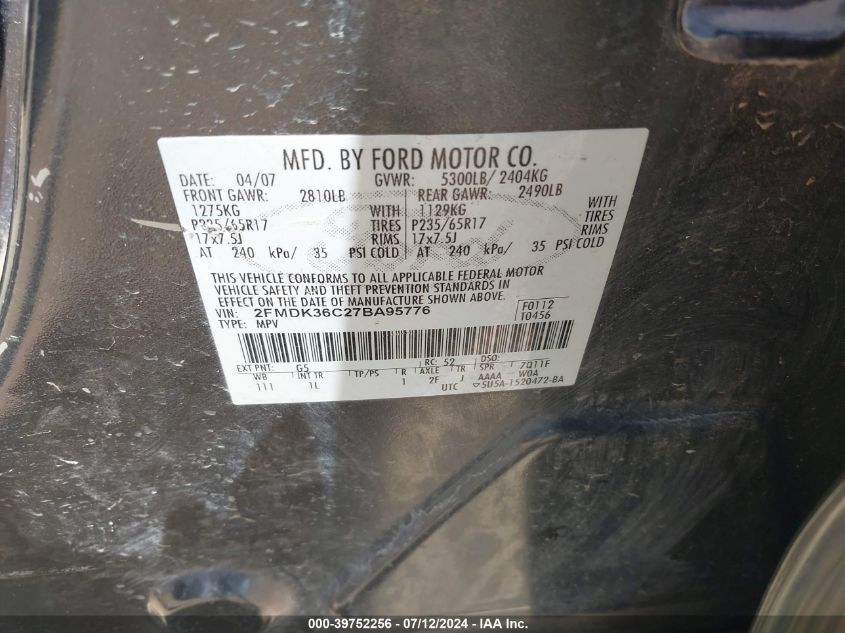 MFD. BY FORD MOTOR CO.
DATE: 04/07 GVWR: 5300LB/ 2404KG
FRONT GAWR: 2810LB REAR GAWR: 2490LB
1275KG WITH 1129KG WITH
P235/65R17 TIRES P235/65R17 TIRES
17x7.5J RIMS 17x7.5J RIMS
AT 240 kPa/ 35 PSI COLD AT 240 kPa/ 35 PSI COLD
THIS VEHICLE CONFORMS TO ALL APPLICABLE FEDERAL MOTOR
VEHICLE SAFETY AND THEFT PREVENTION STANDARDS IN
EFFECT ON THE DATE OF MANUFACTURE SHOWN ABOVE.
VIN: 2FMDK36C27BA95776 F0112
TYPE: MPV T0456
EXT PNT: G5 RC: 52 DSO:
WB INT TR TP/PS R AXLE TR SPR 7Q11F
111 1L 1 2F J AAAA W0A
UTC 5U5A-1520472-BA
000-39752256 - 07/12/2024 - IAA Inc.